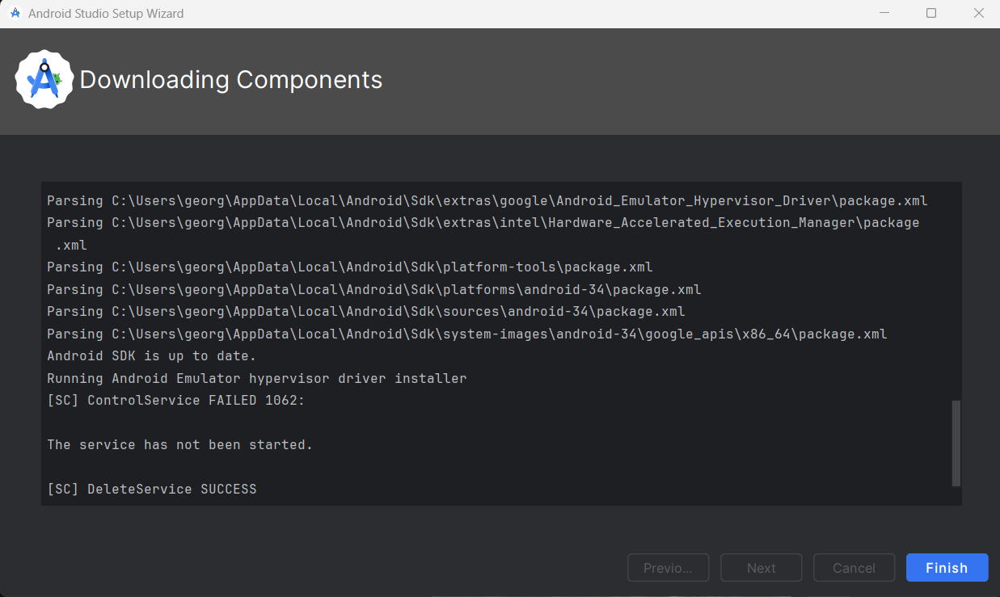 Android Studio Setup Wizard
Downloading Components
Parsing C:\Users\georg\AppData\Local\Android\Sdk\extras\google\Android_Emulator_Hypervisor_Driver\package.xml
Parsing C:\Users\georg\AppData\Local\Android\Sdk\extras\intel\Hardware_Accelerated_Execution_Manager\package
.xml
Parsing C:\Users\georg\AppData\Local\Android\Sdk\platform-tools\package.xml
Parsing C:\Users\georg\AppData\Local\Android\Sdk\platforms\android-34\package.xml
Parsing C:\Users\georg\AppData\Local\Android\Sdk\sources\android-34\package.xml
Parsing C:\Users\georg\AppData\Local\Android\Sdk\system-images\android-34\google_apis\x86_64\package.xml
Android SDK is up to date.
Running Android Emulator hypervisor driver installer
[SC] ControlService FAILED 1062:
The service has not been started.
[SC] DeleteService SUCCESS
Previo... Next Cancel Finish